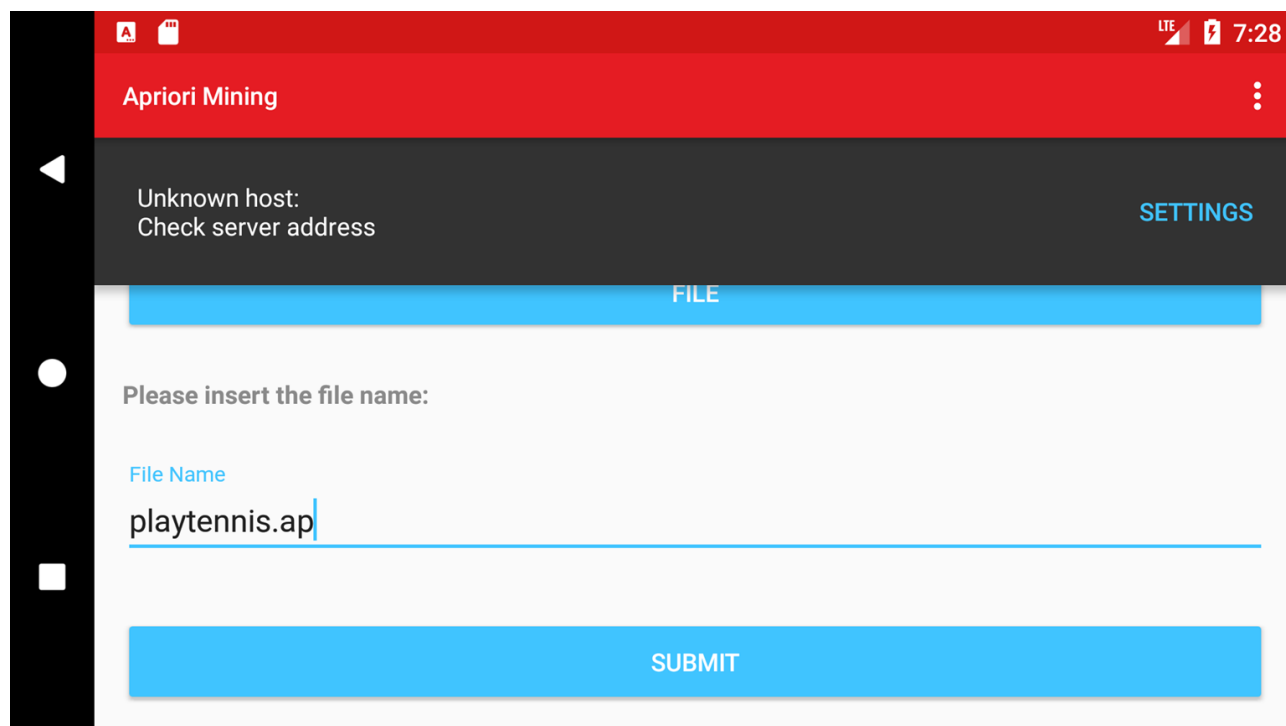 LTE
7:28
Apriori Mining
Unknown host:
Check server address
SETTINGS
FILE
Please insert the file name:
File Name
playtennis.ap
SUBMIT